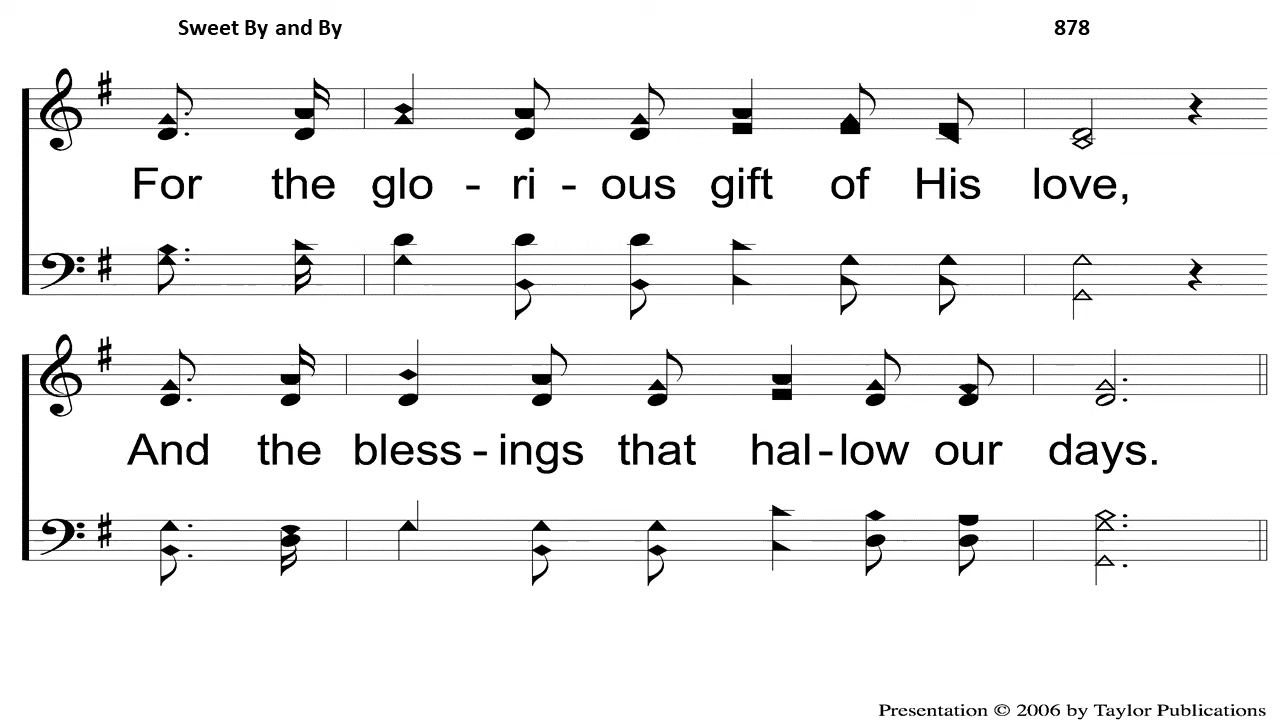 Sweet By and By 878
For the glo - ri - ous gift of His love,
And the bless - ings that hal - low our days.
Presentation © 2006 by Taylor Publications